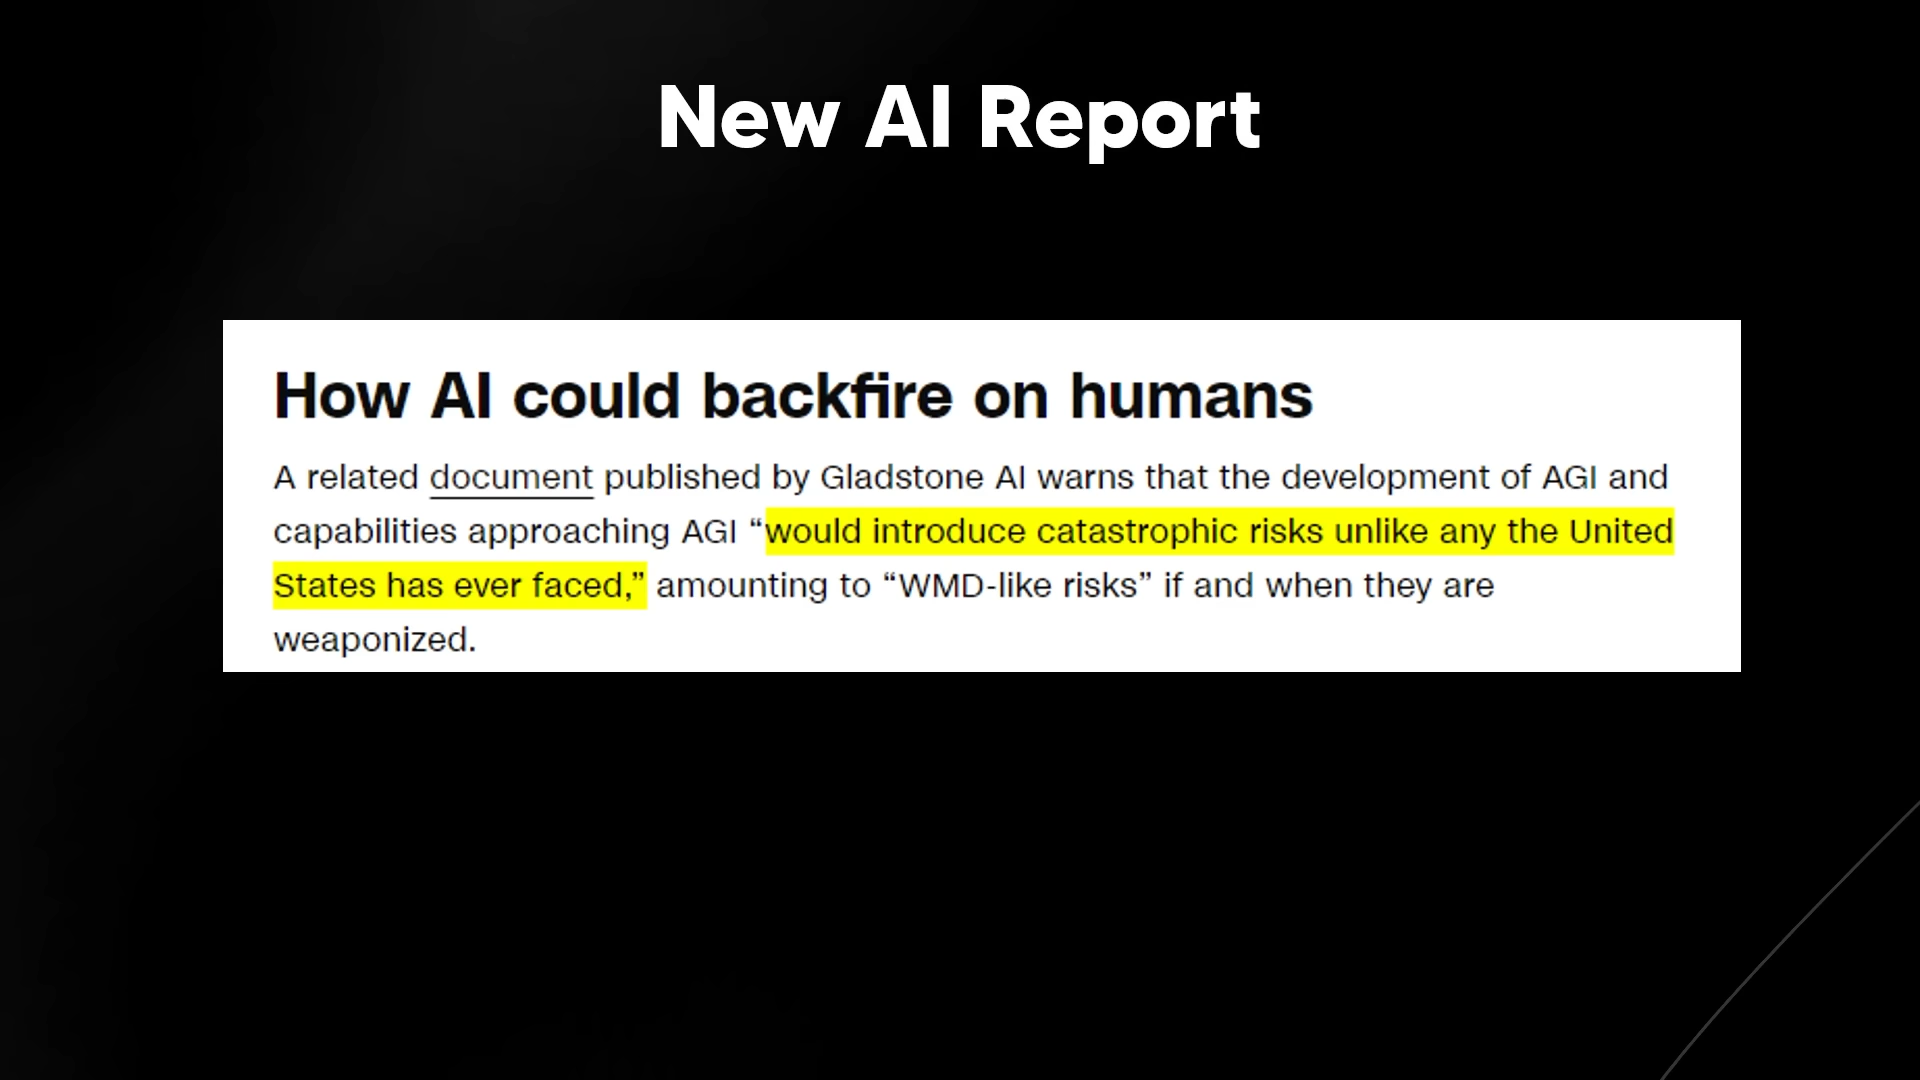 New AI Report
How AI could backfire on humans
A related document published by Gladstone AI warns that the development of AGI and
capabilities approaching AGI “would introduce catastrophic risks unlike any the United
States has ever faced,” amounting to “WMD-like risks” if and when they are
weaponized.